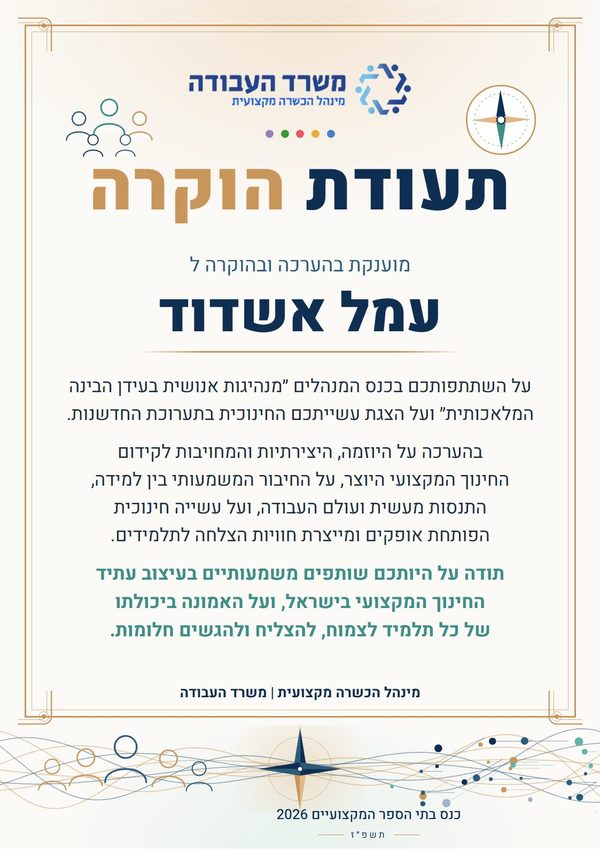 משרד העבודה
מינהל הכשרה מקצועית
תעודת הוקרה
מוענקת בהערכה ובהוקרה ל
עמל אשדוד
על השתתפותכם בכנס המנהלים "מנהיגות אנושית בעידן הבינה
המלאכותית" ועל הצגת עשייתכם החינוכית בתערוכת החדשנות.
בהערכה על היוזמה, היצירתיות והמחויבות לקידום
החינוך המקצועי היוצר, על החיבור המשמעותי בין למידה,
התנסות מעשית ועולם העבודה, ועל עשייה חינוכית
הפותחת אופקים ומייצרת חוויות הצלחה לתלמידים.
תודה על היותכם שותפים משמעותיים בעיצוב עתיד
החינוך המקצועי בישראל, ועל האמונה ביכולתו
של כל תלמיד לצמוח, להצליח ולהגשים חלומות.
מינהל הכשרה מקצועית | משרד העבודה
כנס בתי הספר המקצועיים 2026
תשפ"ז